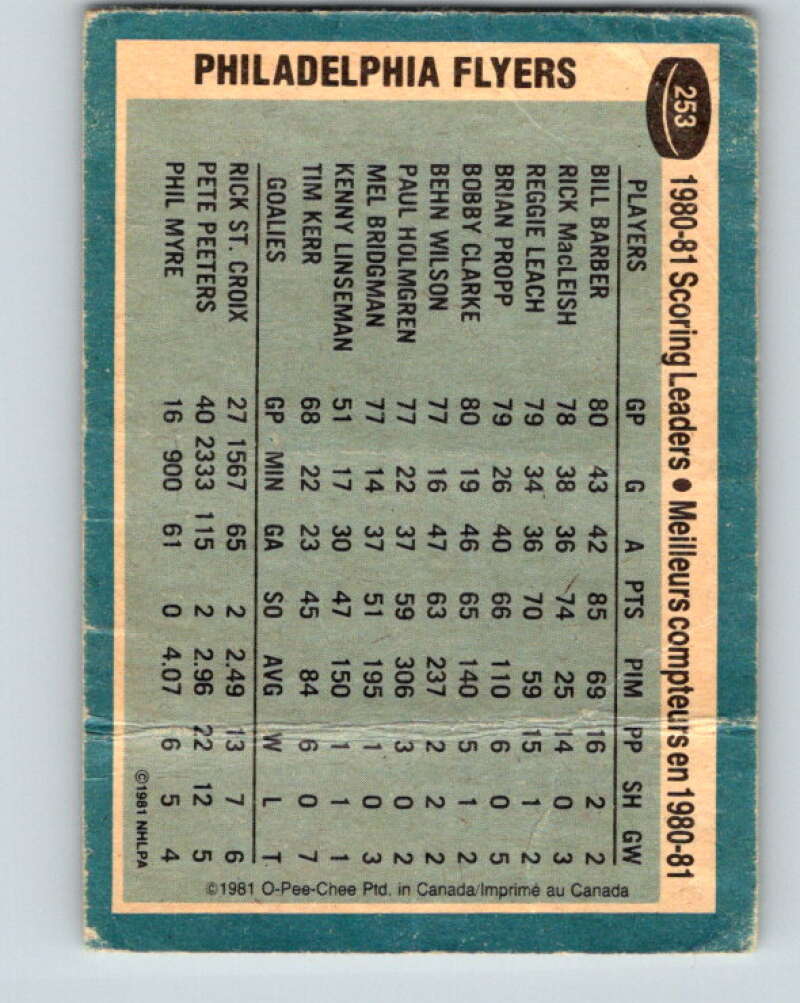 PHILADELPHIA FLYERS
253
1980-81 Scoring Leaders • Meilleurs compteurs en 1980-81
PLAYERS GP G A PTS PIM PP SH GW
BILL BARBER 80 43 42 85 69 16 2 2
RICK MacLEISH 78 38 36 74 25 14 0 3
REGGIE LEACH 79 34 36 70 59 15 1 2
BRIAN PROPP 79 26 40 66 110 6 0 5
BOBBY CLARKE 80 19 46 65 140 5 1 2
BEHN WILSON 77 16 47 63 237 2 2 2
PAUL HOLMGREN 77 22 37 59 306 3 0 2
MEL BRIDGMAN 77 14 37 51 195 1 0 3
KENNY LINSEMAN 51 17 30 47 150 1 1 1
TIM KERR 68 22 23 45 84 6 0 7
GOALIES GP MIN GA SO AVG W L T
RICK ST. CROIX 27 1567 65 2 2.49 13 7 6
PETE PEETERS 40 2333 115 2 2.96 22 12 5
PHIL MYRE 16 900 61 0 4.07 6 5 4
©1981 NHLPA
©1981 O-Pee-Chee Ptd. in Canada/Imprimé au Canada